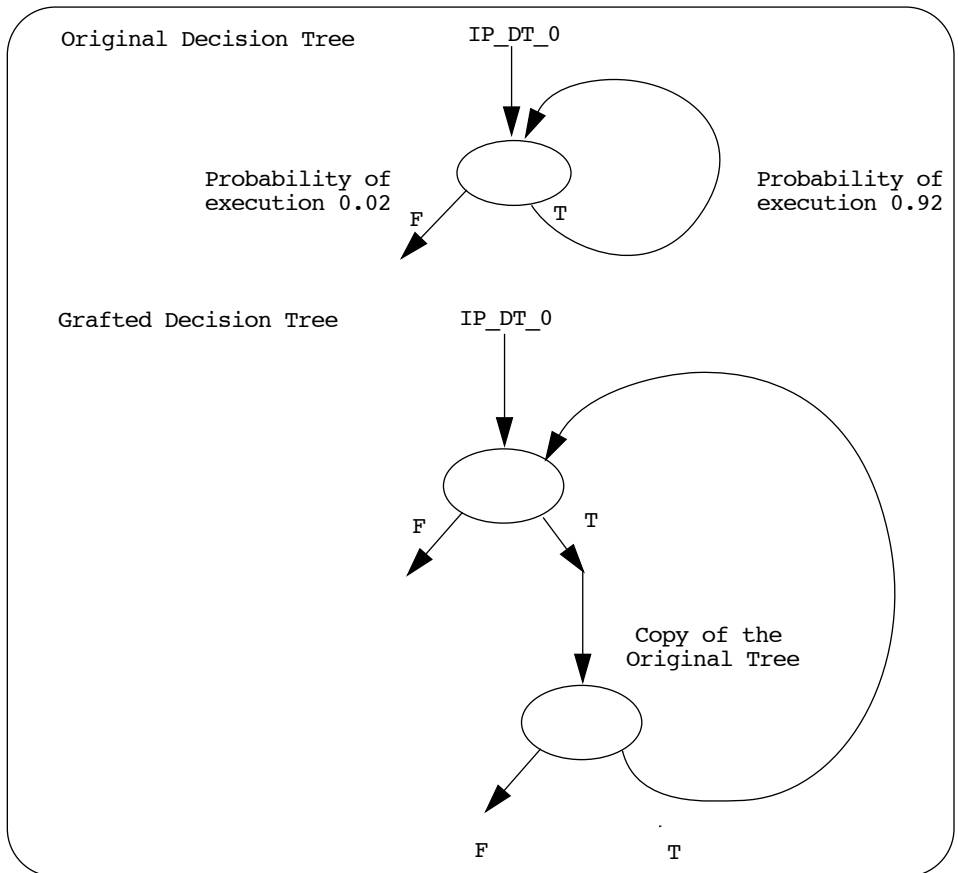 Original Decision Tree
IP_DT_0
Probability of
execution 0.02
F
T
Probability of
execution 0.92
Grafted Decision Tree
IP_DT_0
F
T
Copy of the
Original Tree
F
T